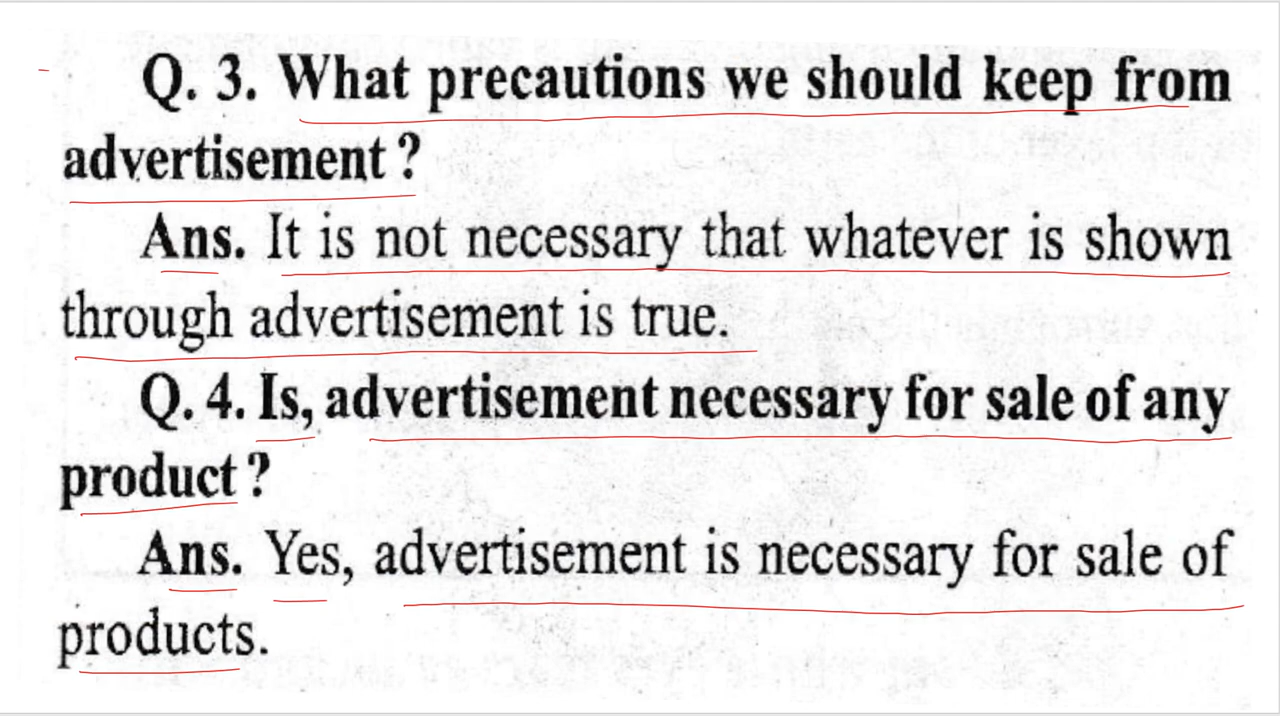 Q. 3. What precautions we should keep from
advertisement ?
Ans. It is not necessary that whatever is shown
through advertisement is true.
Q. 4. Is, advertisement necessary for sale of any
product ?
Ans. Yes, advertisement is necessary for sale of
products.